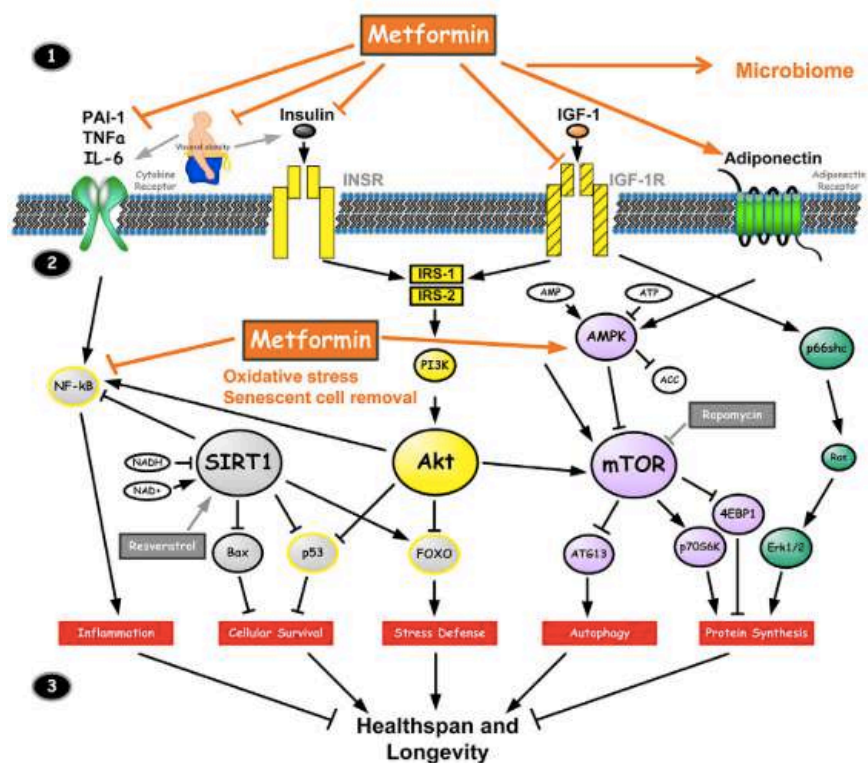 Metformin
1
Microbiome
PAI-1
TNFα
IL-6
Visceral obesity
Insulin
IGF-1
Adiponectin
Cytokine
Receptor
INSR
IGF-1R
Adiponectin
Receptor
2
IRS-1
IRS-2
AMP
ATP
Metformin
AMPK
p66shc
NF-kB
Oxidative stress
Senescent cell removal
PI3K
ACC
Rapamycin
NADH
NAD+
SIRT1
Akt
mTOR
Ras
4EBP1
Resveratrol
Bax
p53
FOXO
ATG13
p70S6K
Erk1/2
Inflammation
Cellular Survival
Stress Defense
Autophagy
Protein Synthesis
3
Healthspan and
Longevity